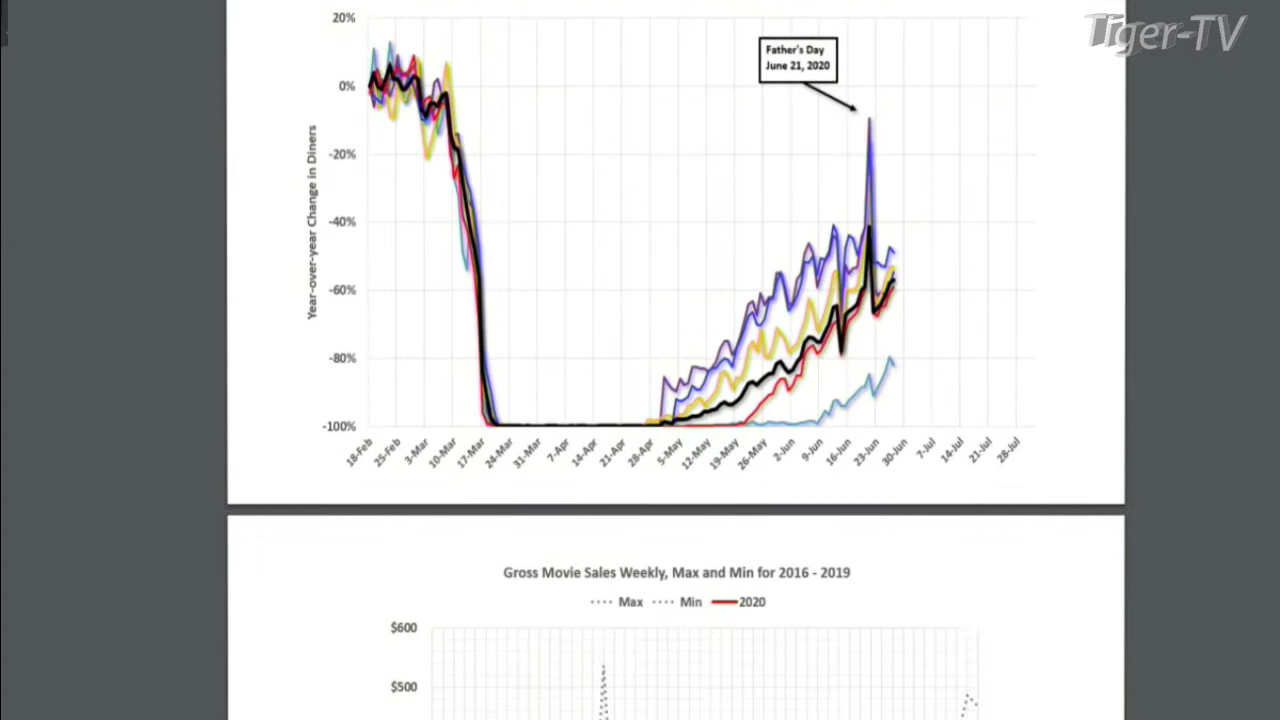 Tiger-TV
20%
Father's Day
June 21, 2020
0%
Year-over-year Change in Diners
-20%
-40%
-60%
-80%
-100%
18-Feb 25-Feb 3-Mar 10-Mar 17-Mar 24-Mar 31-Mar 7-Apr 14-Apr 21-Apr 28-Apr 5-May 12-May 19-May 26-May 2-Jun 9-Jun 16-Jun 23-Jun 30-Jun 7-Jul 14-Jul 21-Jul 28-Jul
Gross Movie Sales Weekly, Max and Min for 2016 - 2019
Max Min 2020
$600
$500